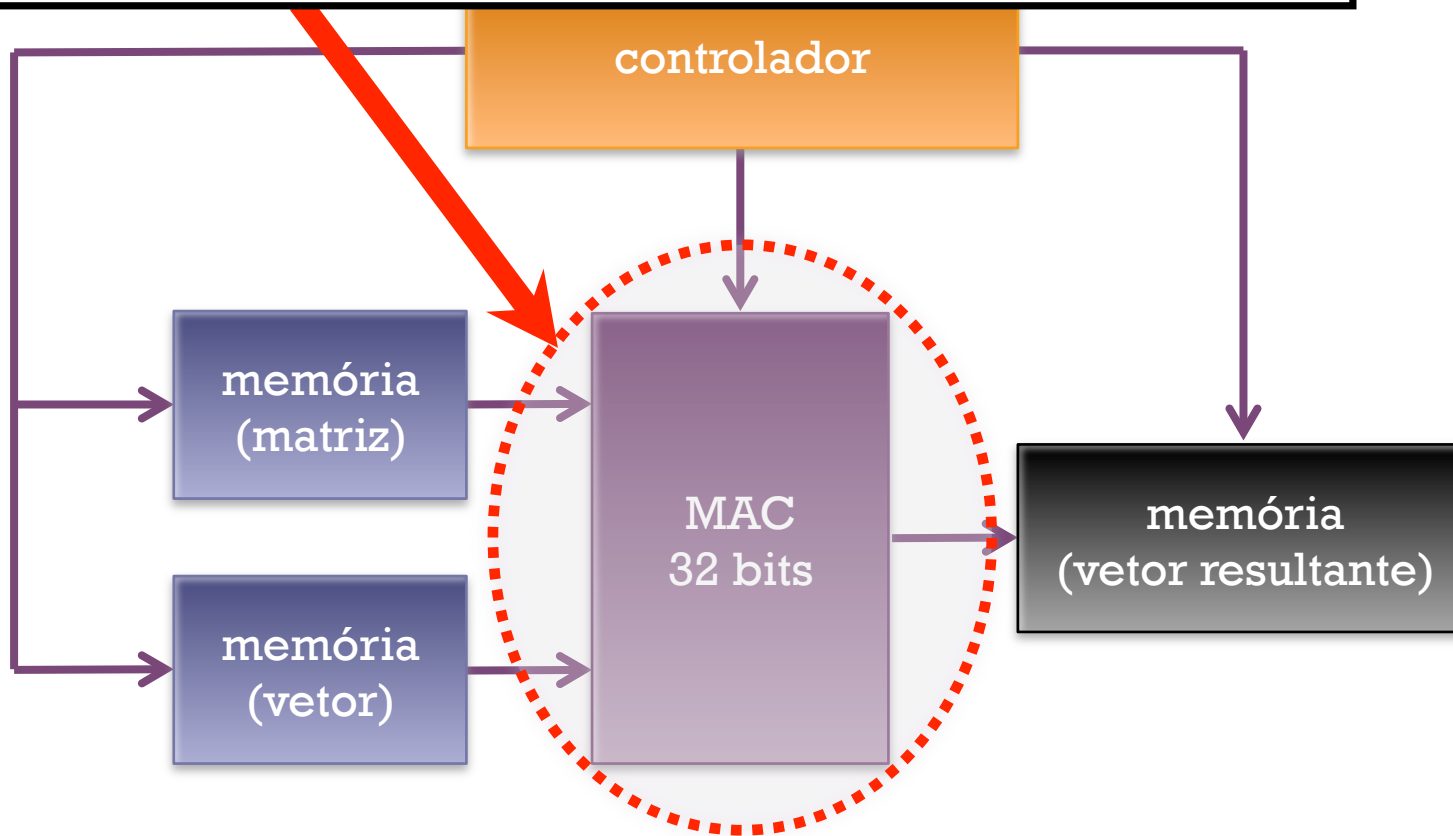 controlador
memória
(matriz)
MAC
32 bits
memória
(vetor resultante)
memória
(vetor)